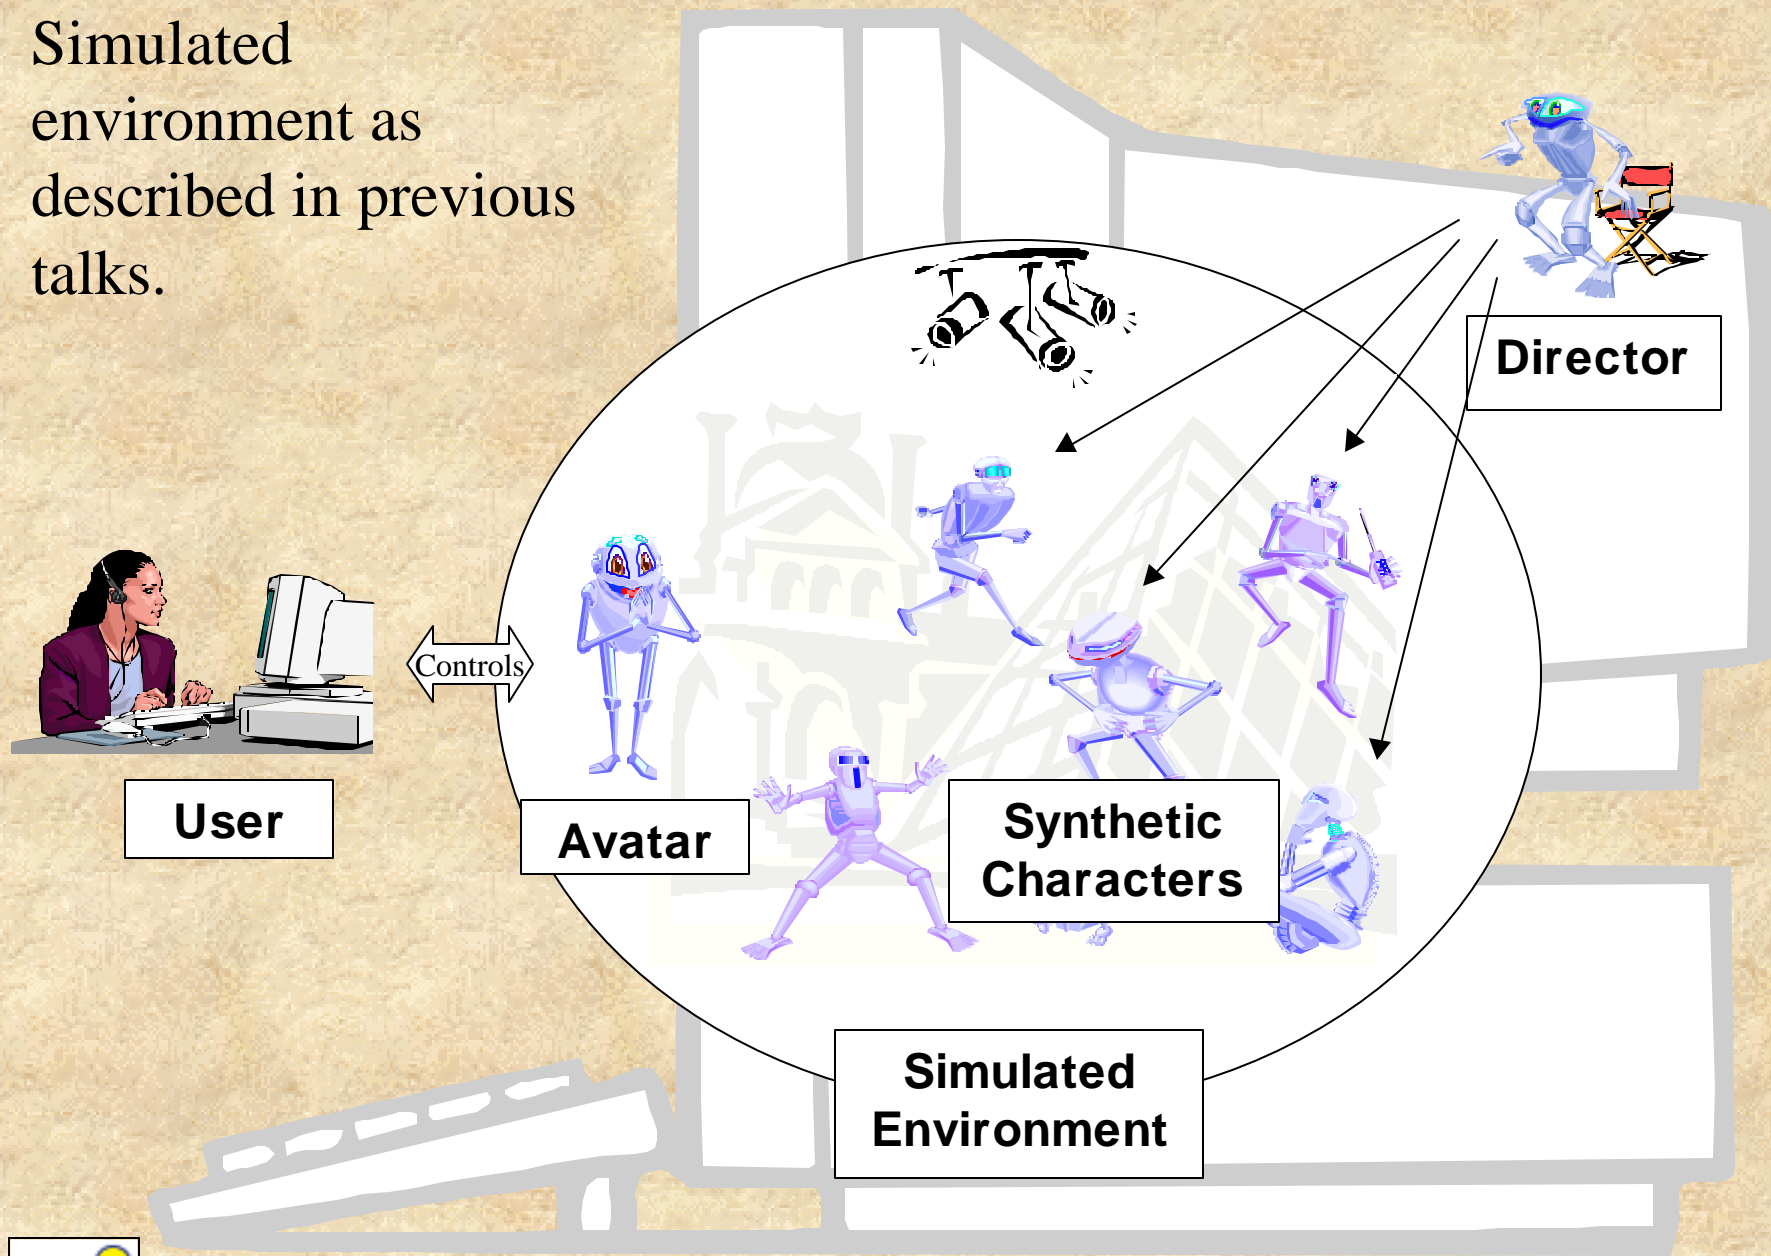 Simulated
environment as
described in previous
talks.
Director
Controls
User
Avatar
Synthetic
Characters
Simulated
Environment